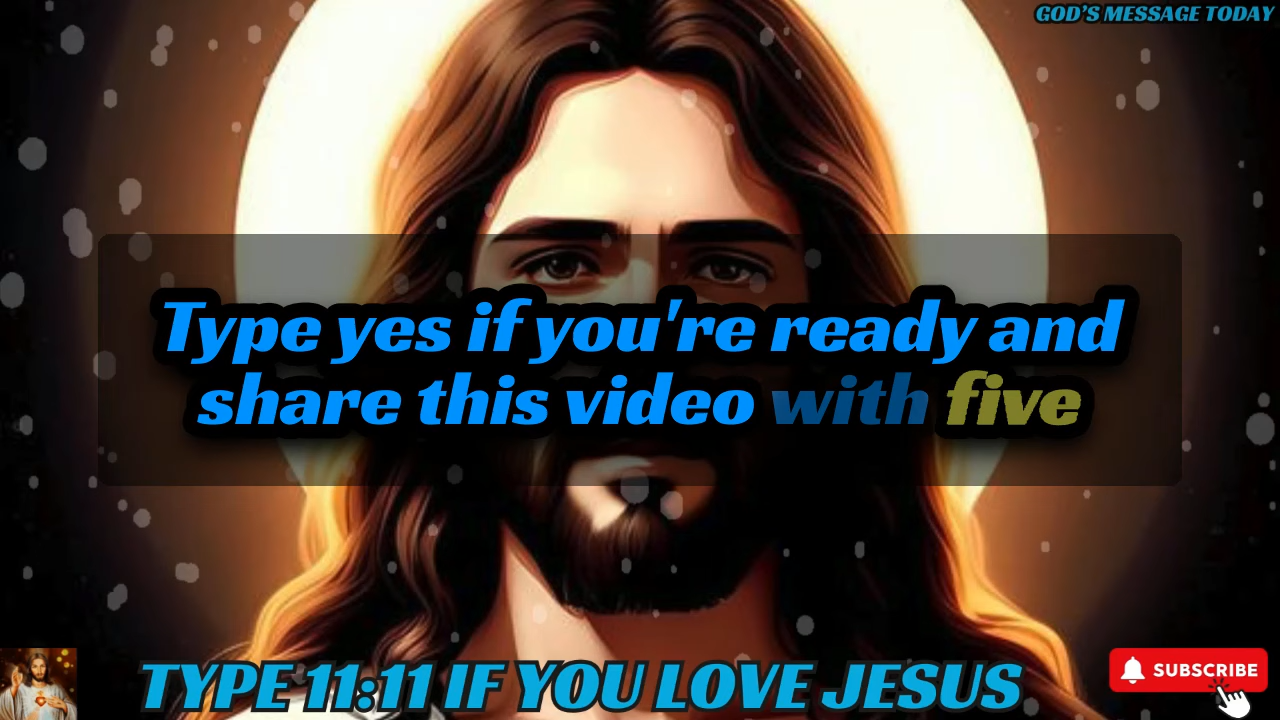 GOD'S MESSAGE TODAY
Type yes if you're ready and
share this video with five
TYPE 11:11 IF YOU LOVE JESUS
SUBSCRIBE